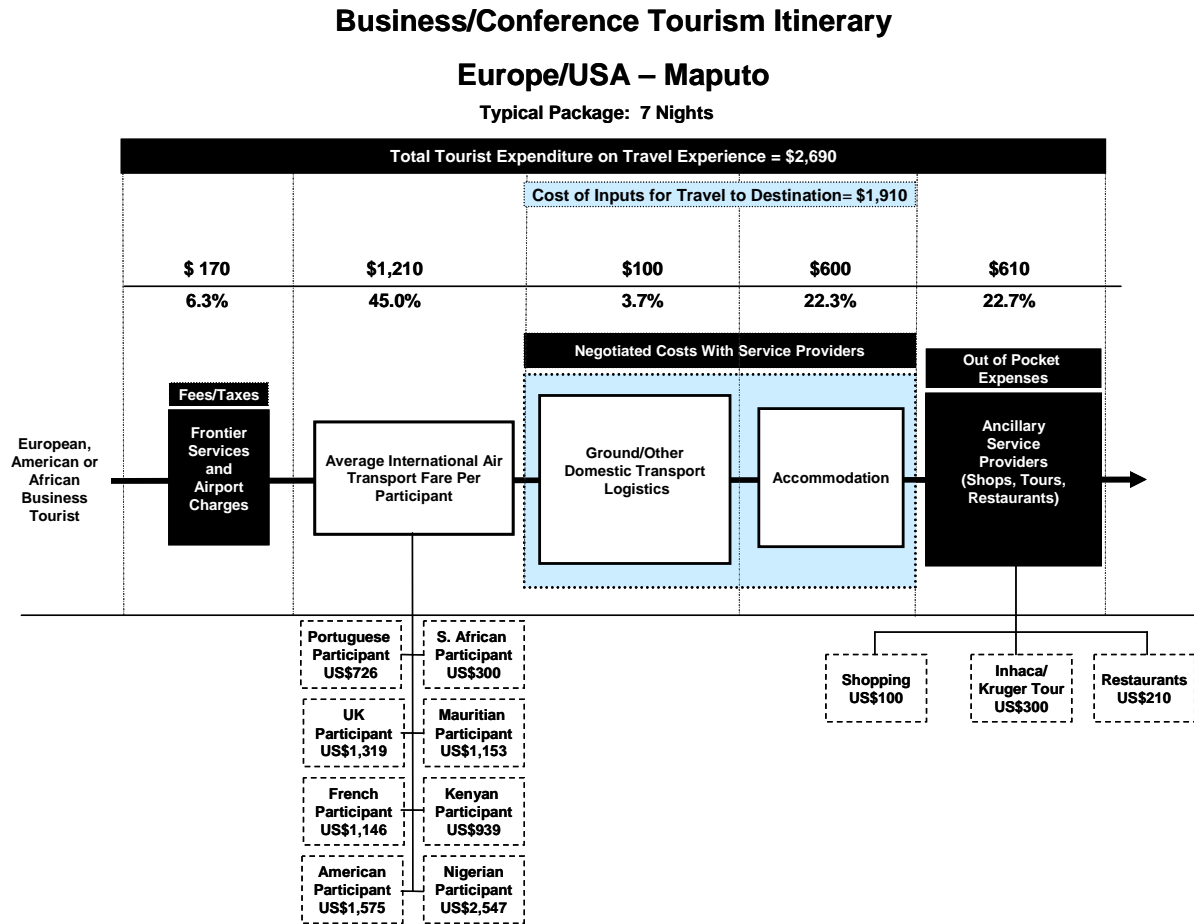 Business/Conference Tourism Itinerary
Europe/USA – Maputo
Typical Package: 7 Nights
Total Tourist Expenditure on Travel Experience = $2,690
Cost of Inputs for Travel to Destination= $1,910
$ 170
$1,210
$100
$600
$610
6.3%
45.0%
3.7%
22.3%
22.7%
Negotiated Costs With Service Providers
Out of Pocket
Expenses
Fees/Taxes
European,
American or
African
Business
Tourist
Frontier
Services
and
Airport
Charges
Average International Air
Transport Fare Per
Participant
Ground/Other
Domestic Transport
Logistics
Accommodation
Ancillary
Service
Providers
(Shops, Tours,
Restaurants)
Portuguese
Participant
US$726
S. African
Participant
US$300
UK
Participant
US$1,319
Mauritian
Participant
US$1,153
French
Participant
US$1,146
Kenyan
Participant
US$939
American
Participant
US$1,575
Nigerian
Participant
US$2,547
Shopping
US$100
Inhaca/
Kruger Tour
US$300
Restaurants
US$210